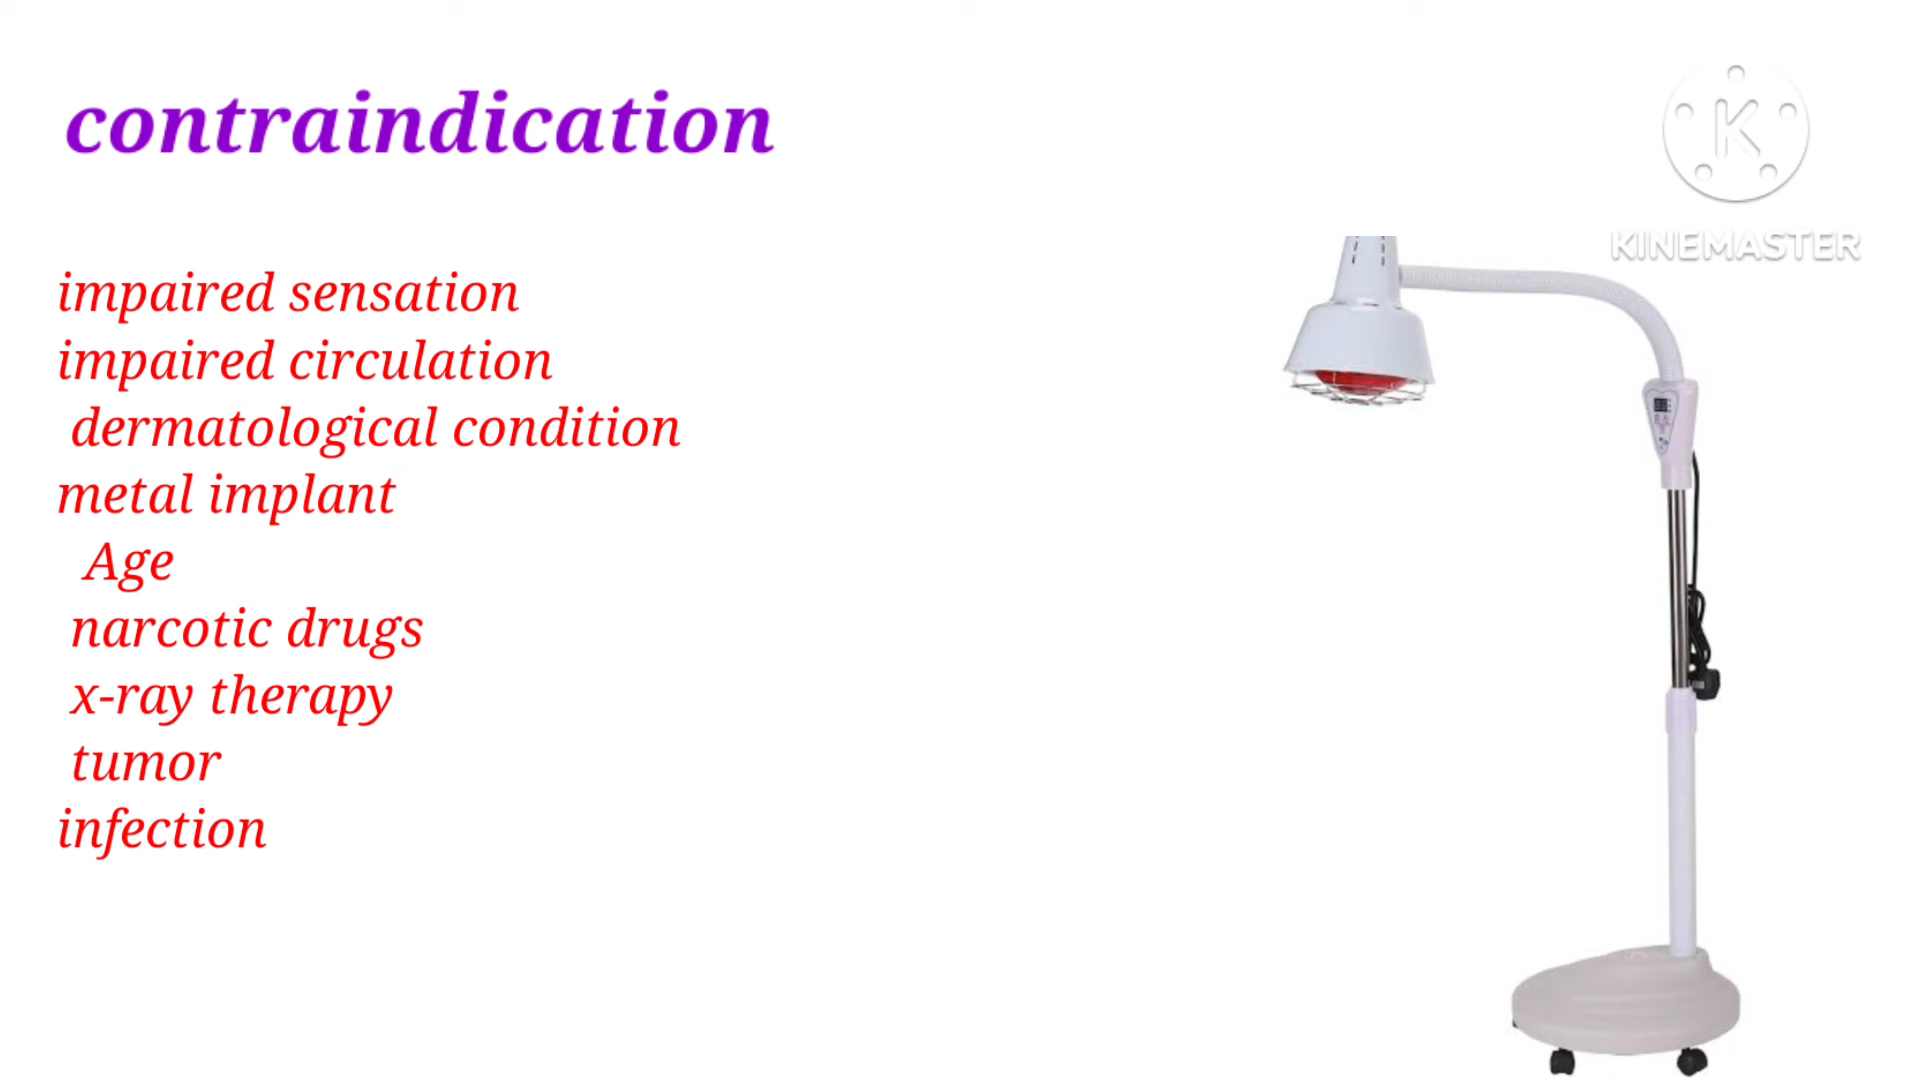 contraindication
K
KINEMASTER
impaired sensation
impaired circulation
dermatological condition
metal implant
Age
narcotic drugs
x-ray therapy
tumor
infection